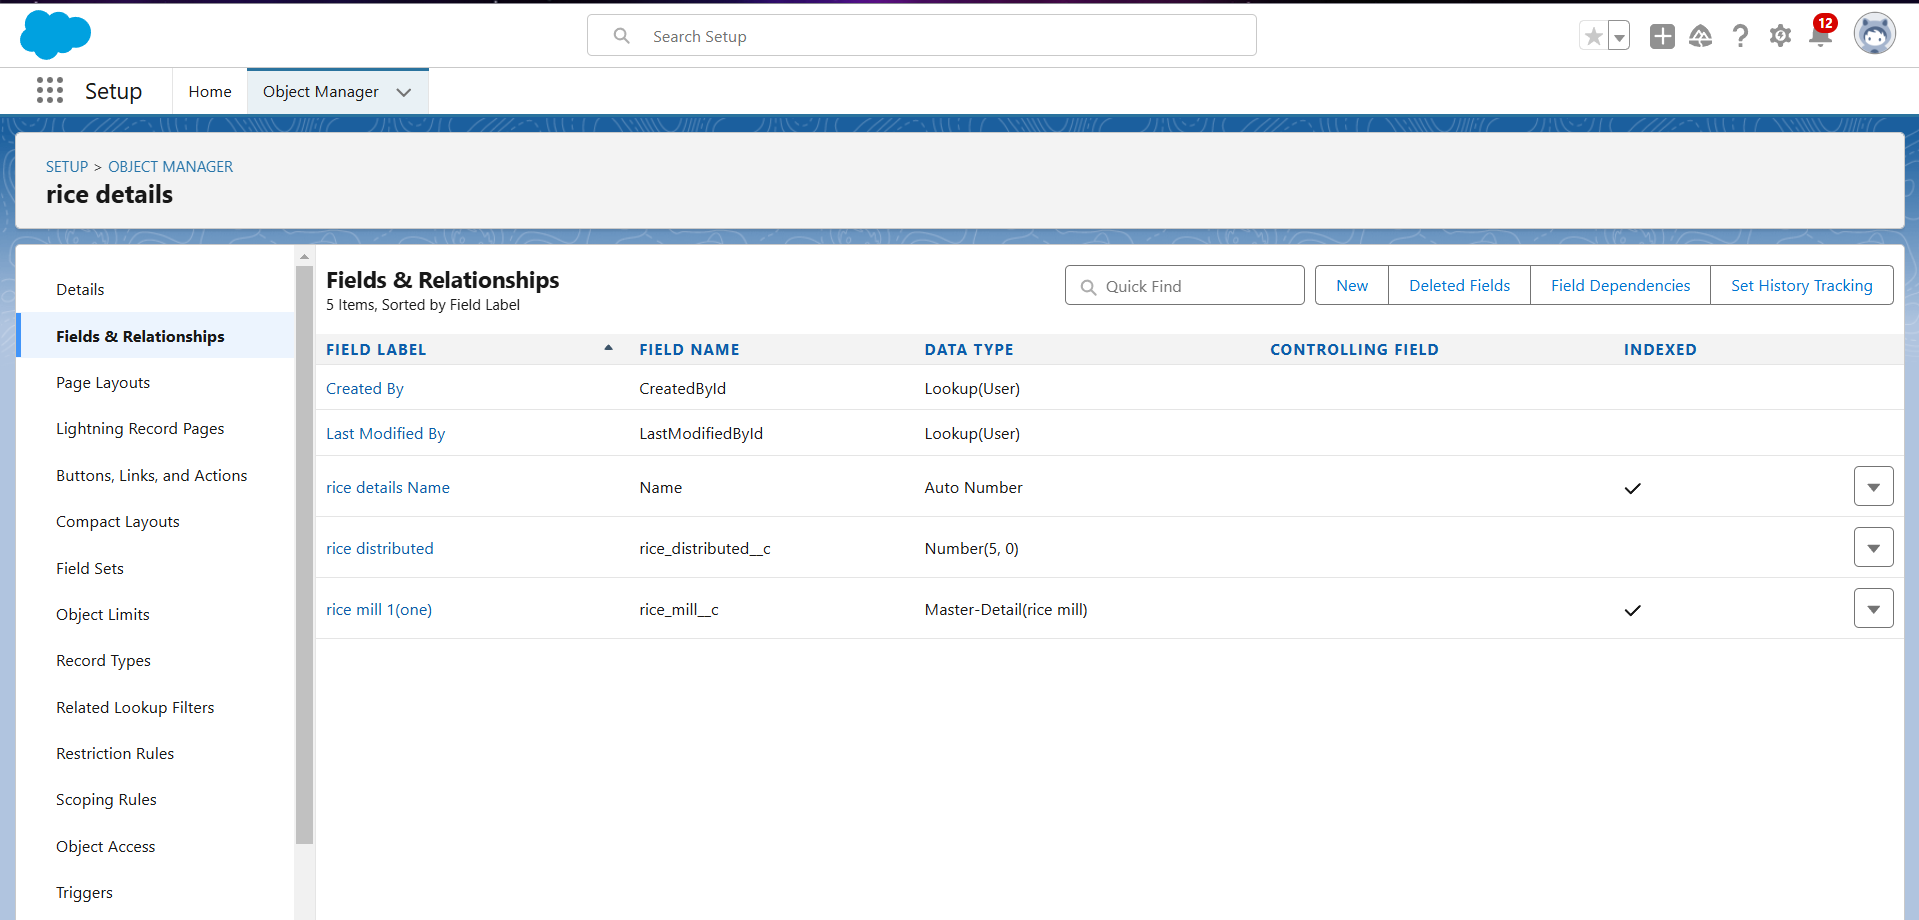 Search Setup
12
Setup
Home
Object Manager
SETUP > OBJECT MANAGER
rice details
Details
Fields & Relationships
Page Layouts
Lightning Record Pages
Buttons, Links, and Actions
Compact Layouts
Field Sets
Object Limits
Record Types
Related Lookup Filters
Restriction Rules
Scoping Rules
Object Access
Triggers
Fields & Relationships
5 Items, Sorted by Field Label
Quick Find
New
Deleted Fields
Field Dependencies
Set History Tracking
FIELD LABEL FIELD NAME DATA TYPE CONTROLLING FIELD INDEXED
Created By CreatedById Lookup(User)
Last Modified By LastModifiedById Lookup(User)
rice details Name Name Auto Number
rice distributed rice_distributed__c Number(5, 0)
rice mill 1(one) rice_mill__c Master-Detail(rice mill)